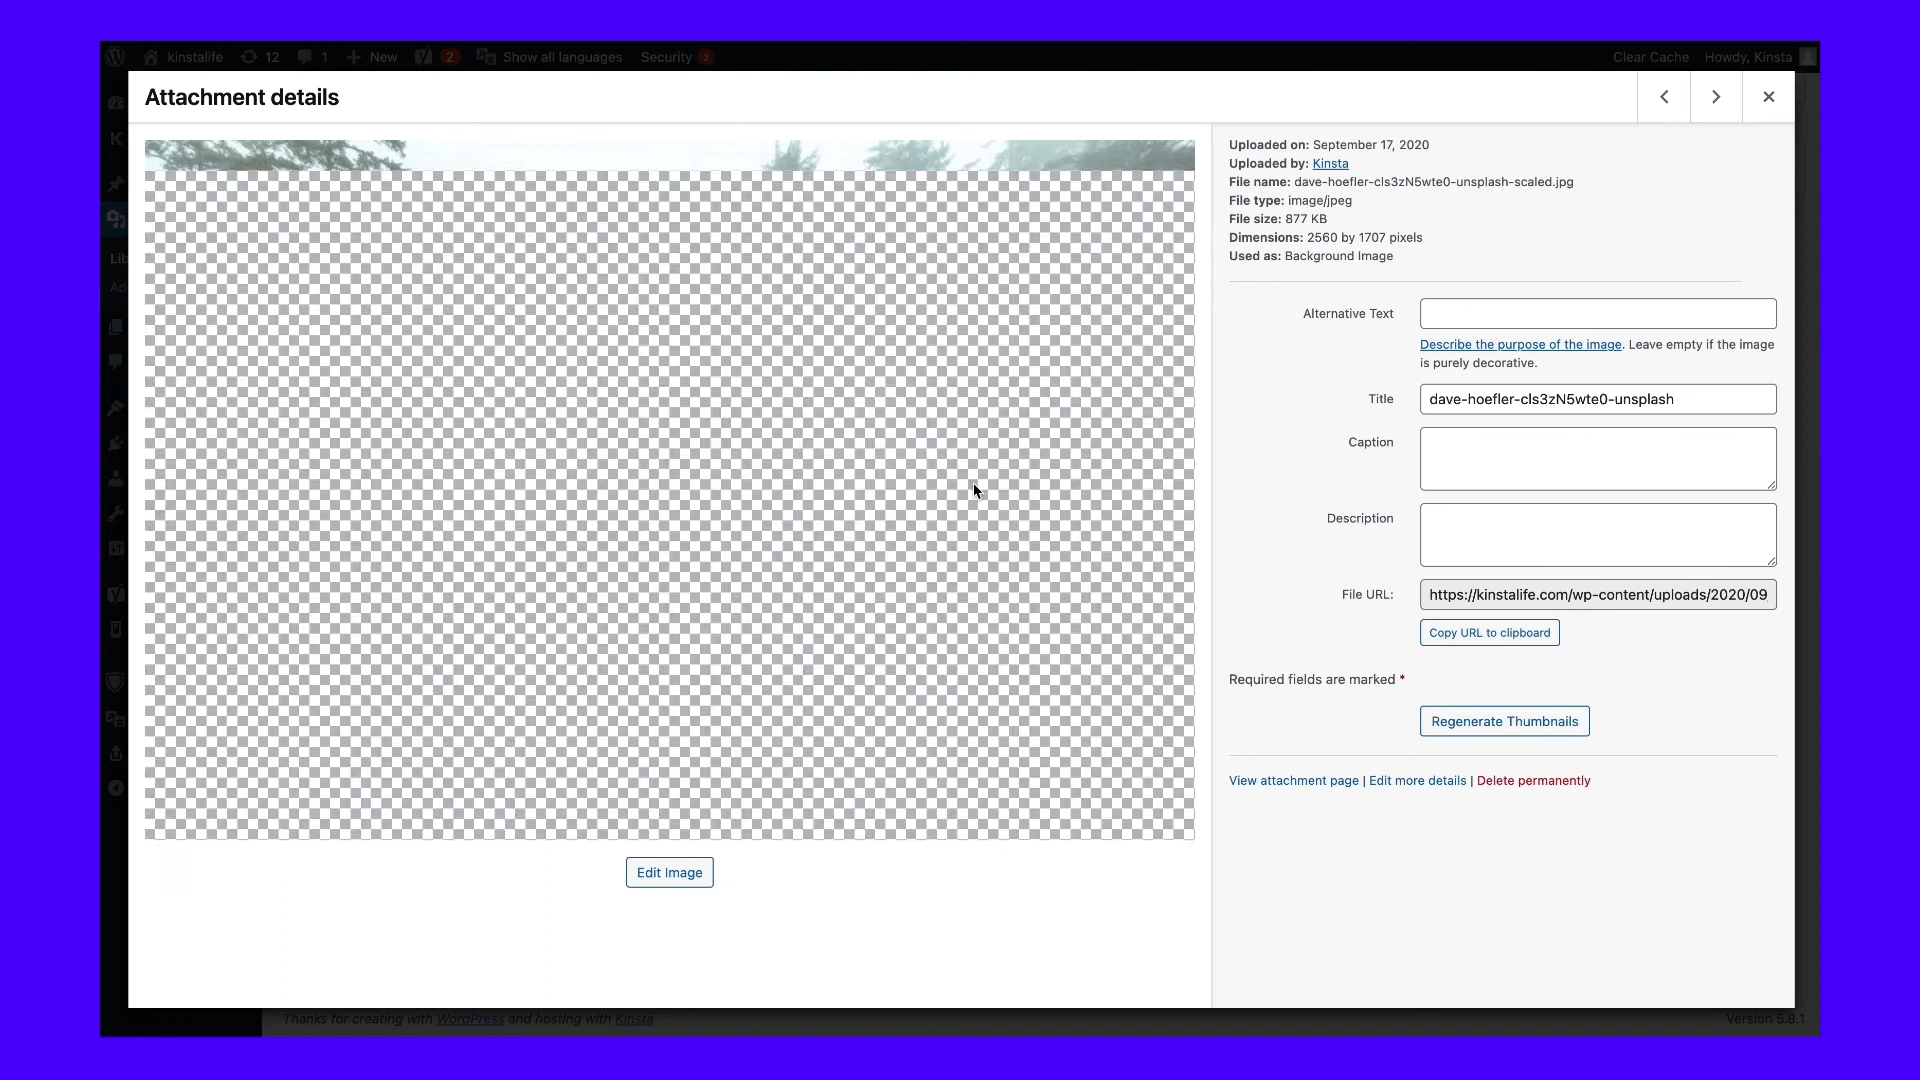 kinstalife 12 1 New 2 Show all languages Security 2 Clear Cache Howdy, Kinsta
Attachment details
Lib
Ad
Uploaded on: September 17, 2020
Uploaded by: Kinsta
File name: dave-hoefler-cls3zN5wte0-unsplash-scaled.jpg
File type: image/jpeg
File size: 877 KB
Dimensions: 2560 by 1707 pixels
Used as: Background Image
Alternative Text
Describe the purpose of the image. Leave empty if the image
is purely decorative.
Title dave-hoefler-cls3zN5wte0-unsplash
Caption
Description
File URL: https://kinstalife.com/wp-content/uploads/2020/09
Copy URL to clipboard
Required fields are marked *
Regenerate Thumbnails
View attachment page | Edit more details | Delete permanently
Edit Image
Thanks for creating with WordPress and hosting with Kinsta
Version 5.8.1